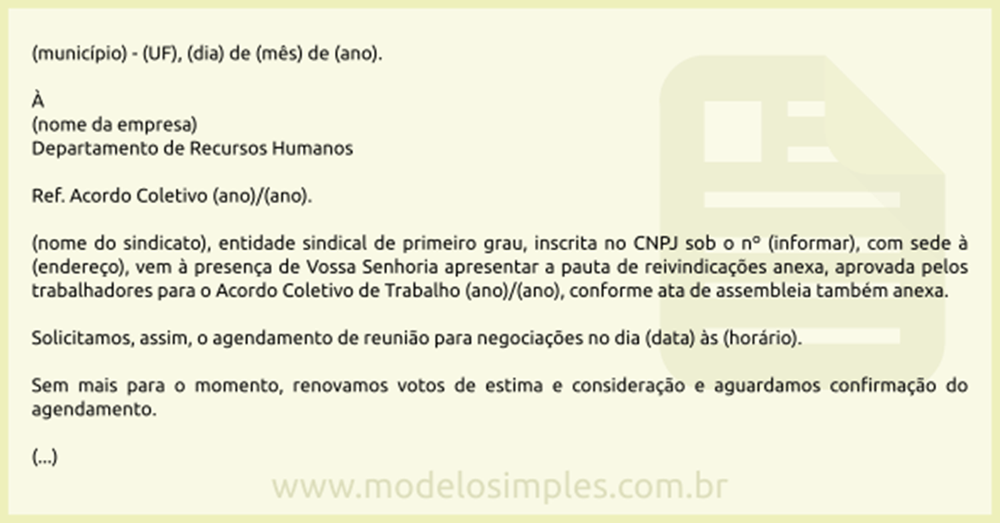 (município) - (UF), (dia) de (mês) de (ano).
À
(nome da empresa)
Departamento de Recursos Humanos
Ref. Acordo Coletivo (ano)/(ano).
(nome do sindicato), entidade sindical de primeiro grau, inscrita no CNPJ sob o nº (informar), com sede à
(endereço), vem à presença de Vossa Senhoria apresentar a pauta de reivindicações anexa, aprovada pelos
trabalhadores para o Acordo Coletivo de Trabalho (ano)/(ano), conforme ata de assembleia também anexa.
Solicitamos, assim, o agendamento de reunião para negociações no dia (data) às (horário).
Sem mais para o momento, renovamos votos de estima e consideração e aguardamos confirmação do
agendamento.
(...)
www.modelosimples.com.br